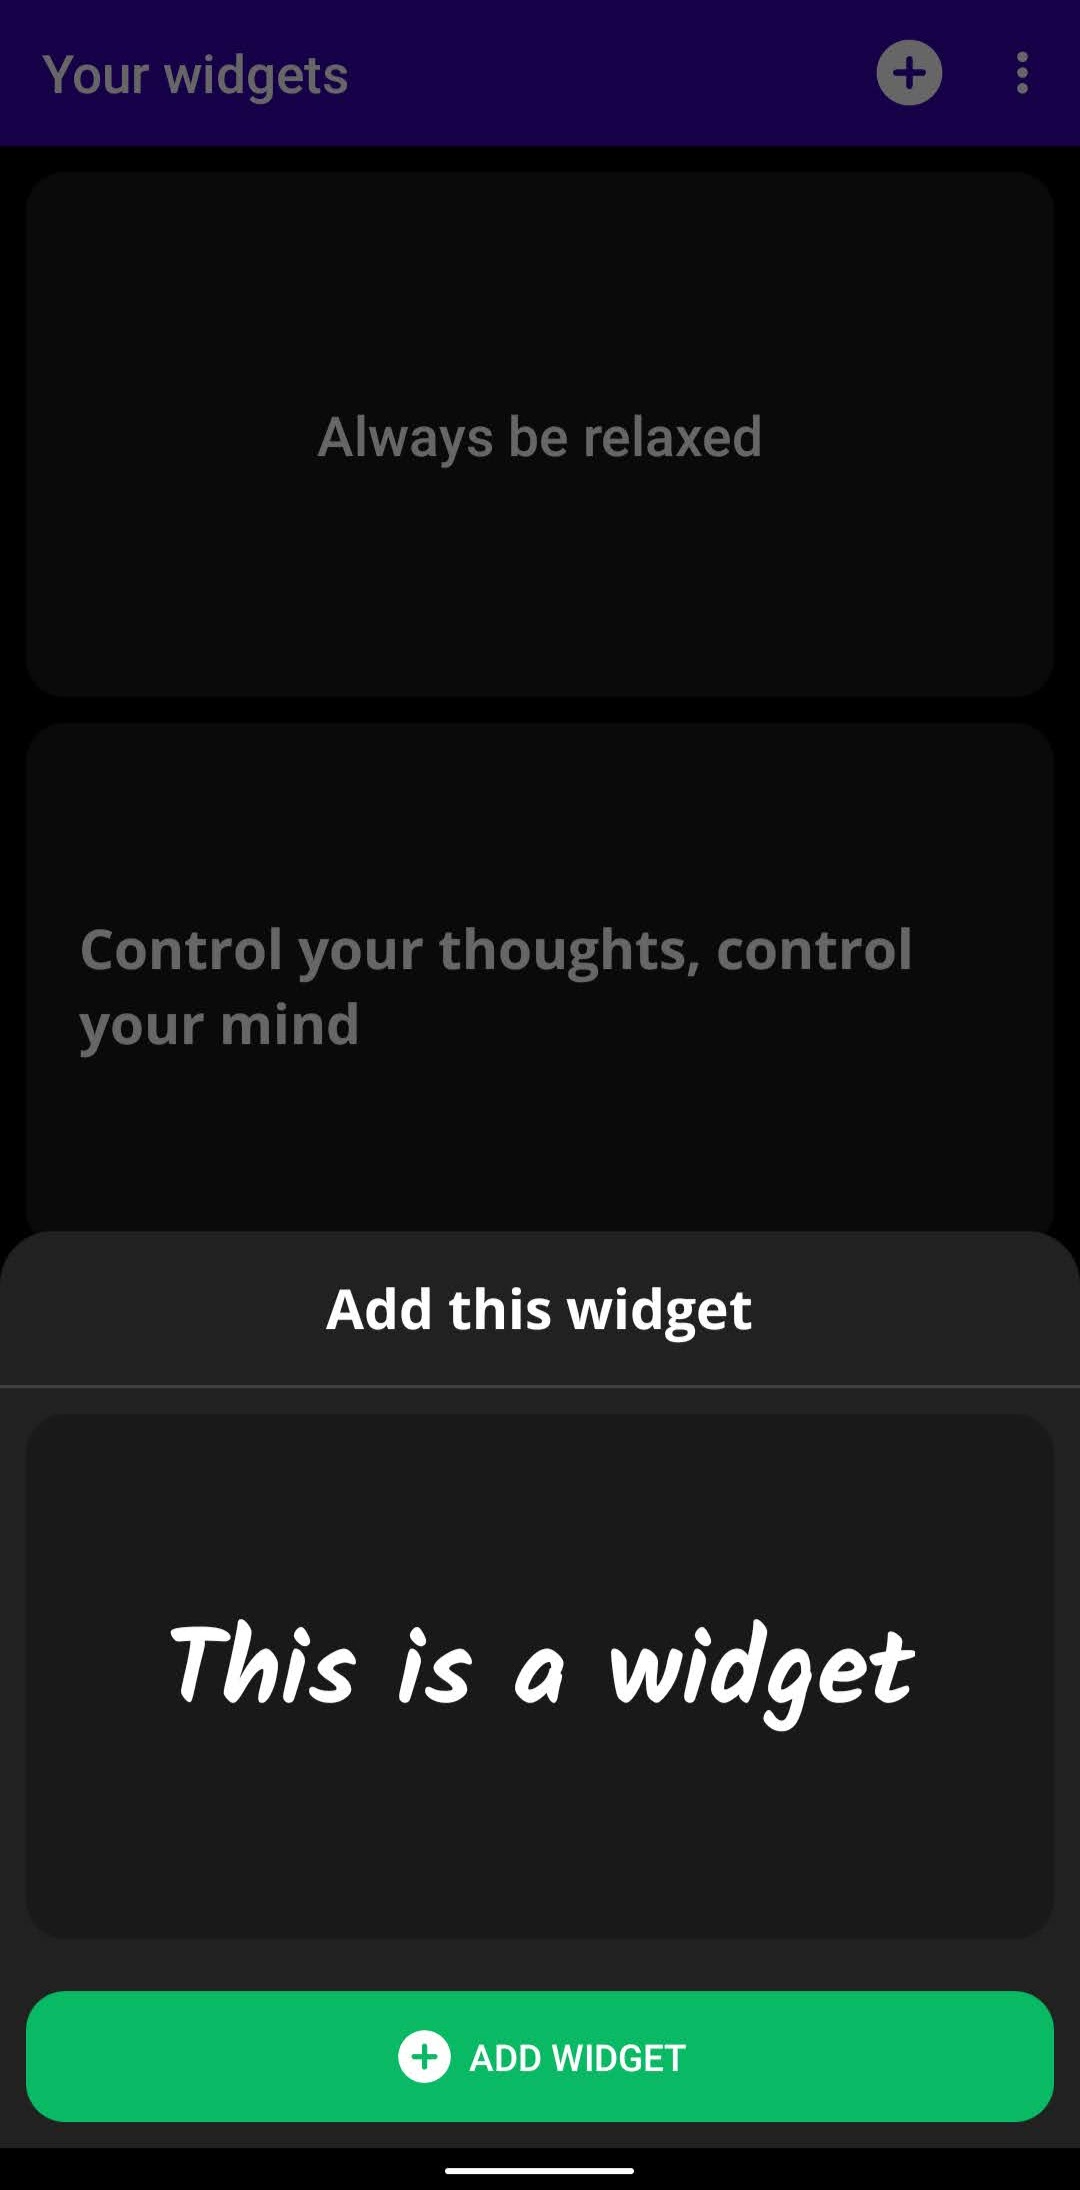 Your widgets
Always be relaxed
Control your thoughts, control
your mind
Add this widget
This is a widget
ADD WIDGET